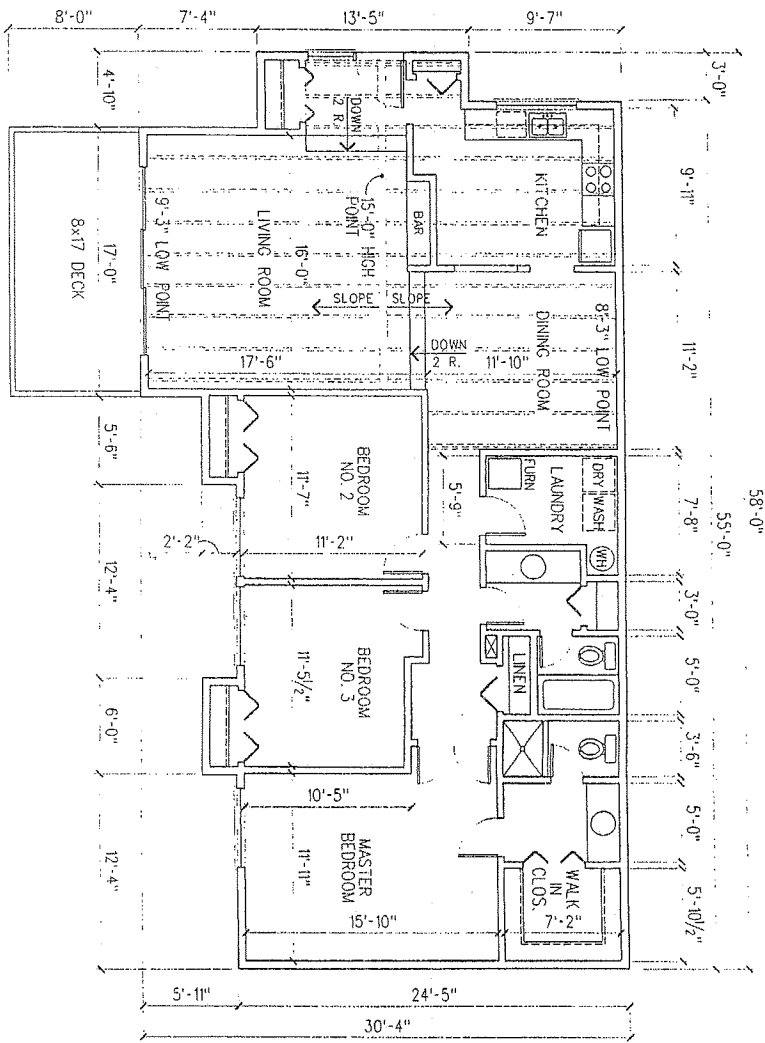 8'-0"
7'-4"
13'-5"
9'-7"
4'-10"
3'-0"
DOWN
2 R.
KITCHEN
9'-11"
BAR
15'-0" HIGH
POINT
LIVING ROOM
16'-0"
9'-3" LOW POINT
17'-0"
8x17 DECK
SLOPE
SLOPE
DOWN
2 R.
17'-6"
11'-10"
DINING ROOM
8'-3" LOW POINT
11'-2"
58'-0"
55'-0"
5'-6"
BEDROOM
NO. 2
11'-7"
11'-2"
2'-2"
5'-9"
FURN
LAUNDRY
DRY
WASH
WH
7'-8"
12'-4"
3'-0"
BEDROOM
NO. 3
11'-5½"
LINEN
5'-0"
6'-0"
3'-6"
10'-5"
MASTER
BEDROOM
11'-11"
15'-10"
5'-0"
WALK
IN
CLOS.
7'-2"
5'-10½"
12'-4"
5'-11"
24'-5"
30'-4"